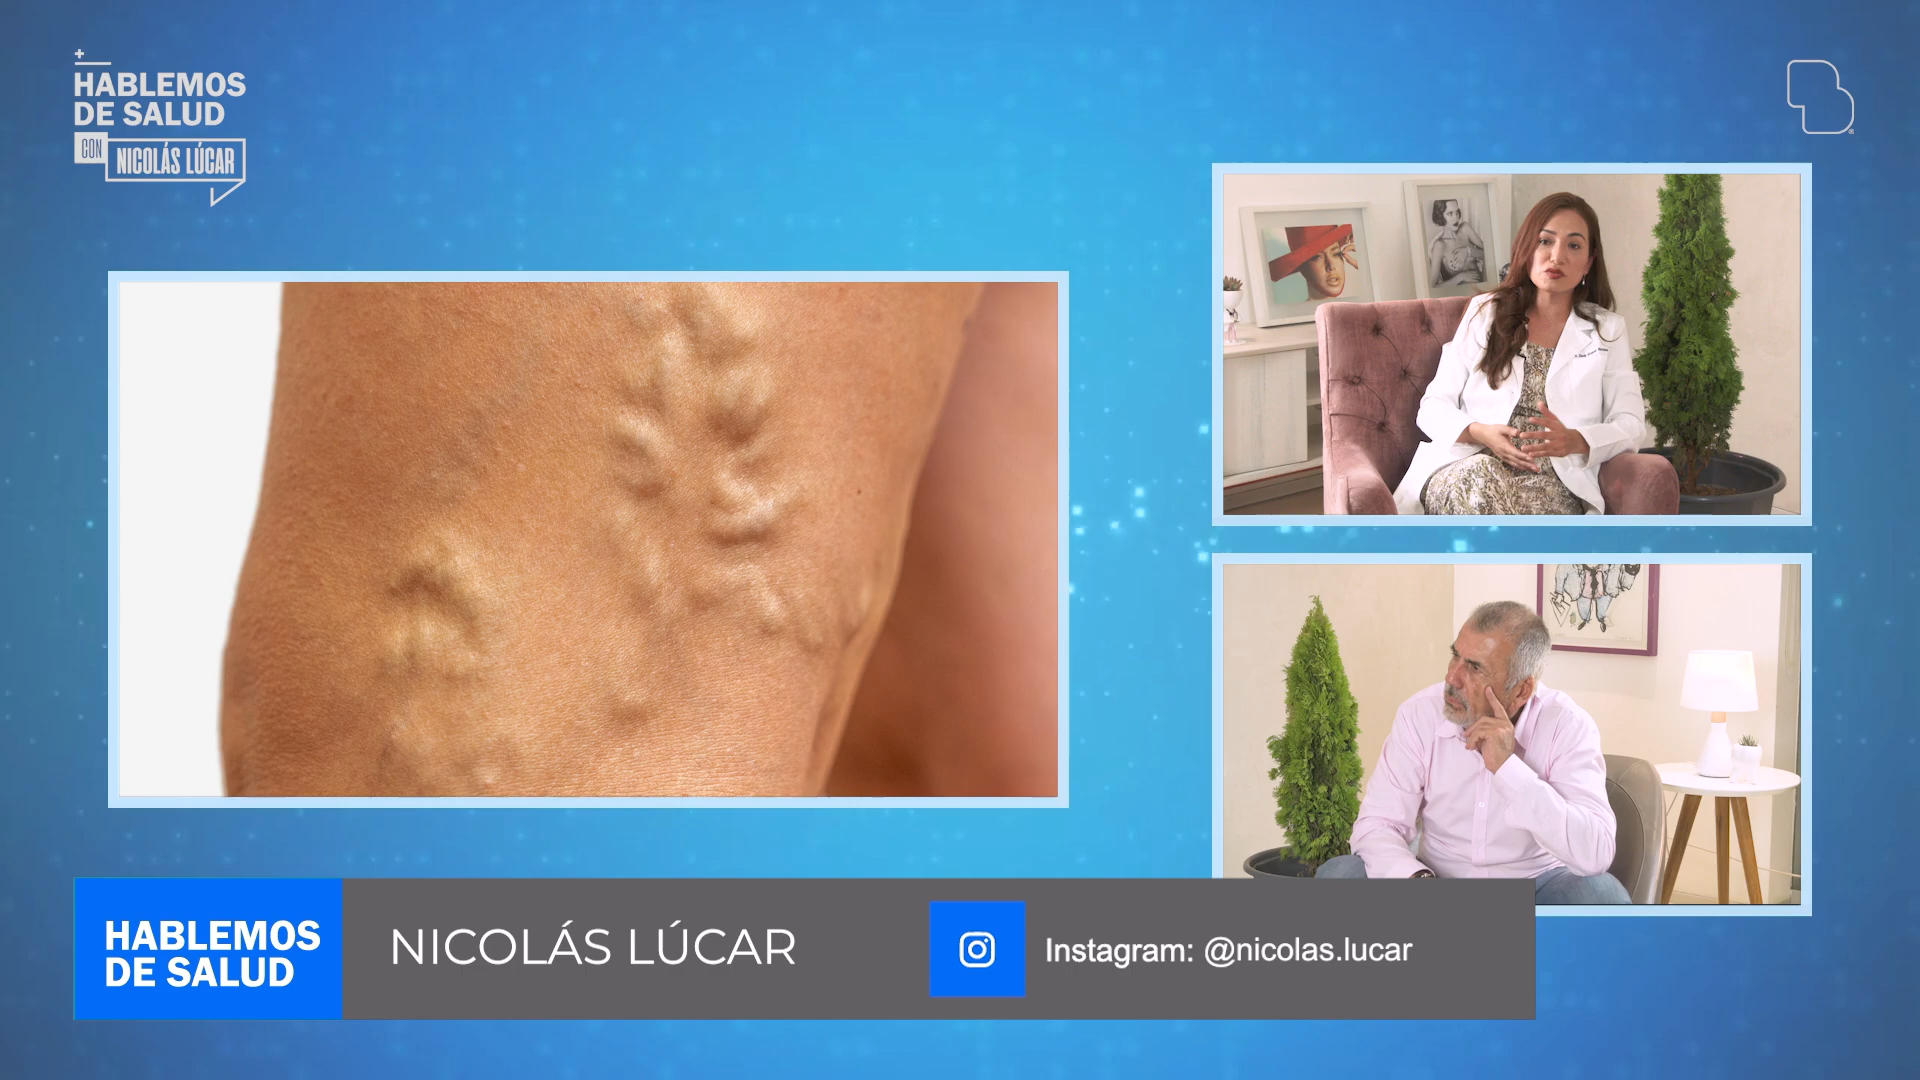 HABLEMOS
DE SALUD
CON
NICOLÁS LÚCAR
HABLEMOS
DE SALUD
NICOLÁS LÚCAR
Instagram: @nicolas.lucar